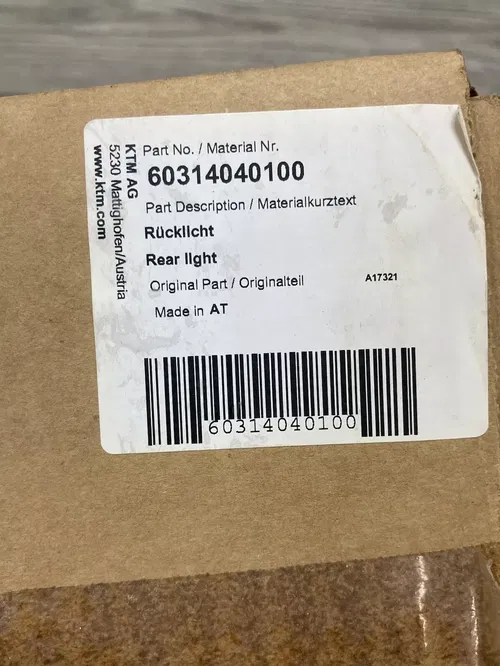 KTM AG
5230 Mattighofen/Austria
www.ktm.com
Part No. / Material Nr.
60314040100
Part Description / Materialkurztext
Rücklicht
Rear light
Original Part / Originalteil
A17321
Made in AT
60314040100